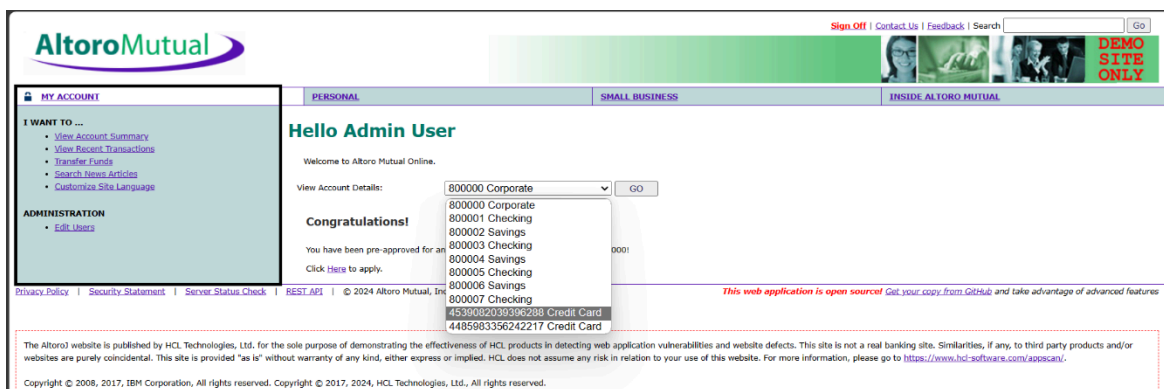 Sign Off | Contact Us | Feedback | Search Go
AltoroMutual
DEMO
SITE
ONLY
MY ACCOUNT
PERSONAL
SMALL BUSINESS
INSIDE ALTORO MUTUAL
I WANT TO ...
View Account Summary
View Recent Transactions
Transfer Funds
Search News Articles
Customize Site Language
ADMINISTRATION
Edit Users
Hello Admin User
Welcome to Altoro Mutual Online.
View Account Details: 800000 Corporate GO
800000 Corporate
800001 Checking
800002 Savings
800003 Checking
800004 Savings
800005 Checking
800006 Savings
800007 Checking
4539082039396288 Credit Card
4485983356242217 Credit Card
Congratulations!
You have been pre-approved for an 000!
Click Here to apply.
Privacy Policy | Security Statement | Server Status Check | REST API | © 2024 Altoro Mutual, Inc
This web application is open source! Get your copy from GitHub and take advantage of advanced features
The AltoroJ website is published by HCL Technologies, Ltd. for the sole purpose of demonstrating the effectiveness of HCL products in detecting web application vulnerabilities and website defects. This site is not a real banking site. Similarities, if any, to third party products and/or
websites are purely coincidental. This site is provided "as is" without warranty of any kind, either express or implied. HCL does not assume any risk in relation to your use of this website. For more information, please go to https://www.hcl-software.com/appscan/.
Copyright © 2008, 2017, IBM Corporation, All rights reserved. Copyright © 2017, 2024, HCL Technologies, Ltd., All rights reserved.